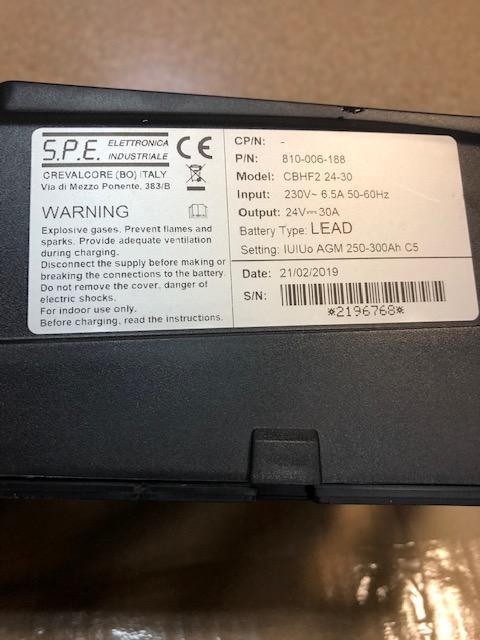 S.P.E. ELETTRONICA INDUSTRIALE CE
CREVALCORE (BO) ITALY
Via di Mezzo Ponente, 383/B
WARNING
Explosive gases. Prevent flames and
sparks. Provide adequate ventilation
during charging.
Disconnect the supply before making or
breaking the connections to the battery.
Do not remove the cover, danger of
electric shocks.
For indoor use only.
Before charging, read the instructions.
CP/N: -
P/N: 810-006-188
Model: CBHF2 24-30
Input: 230V~ 6.5A 50-60Hz
Output: 24V⎓30A
Battery Type: LEAD
Setting: IUIUo AGM 250-300Ah C5
Date: 21/02/2019
S/N:
*2196768*